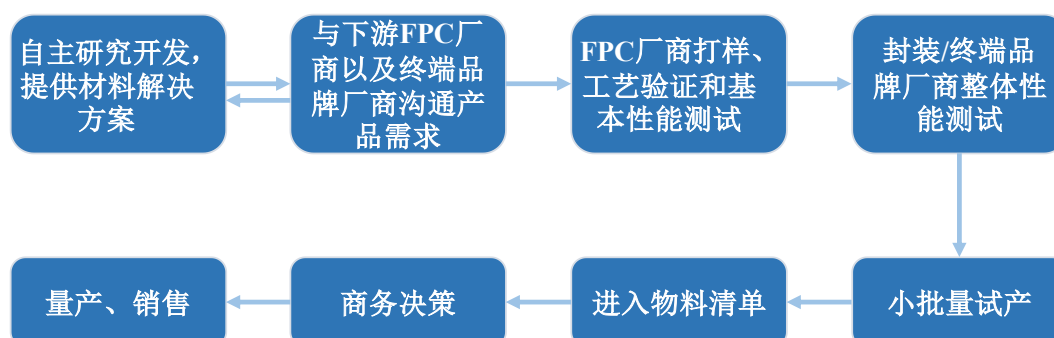 自主研究开发，
提供材料解决
方案
与下游FPC厂
商以及终端品
牌厂商沟通产
品需求
FPC厂商打样、
工艺验证和基
本性能测试
封装/终端品
牌厂商整体性
能测试
量产、销售
商务决策
进入物料清单
小批量试产